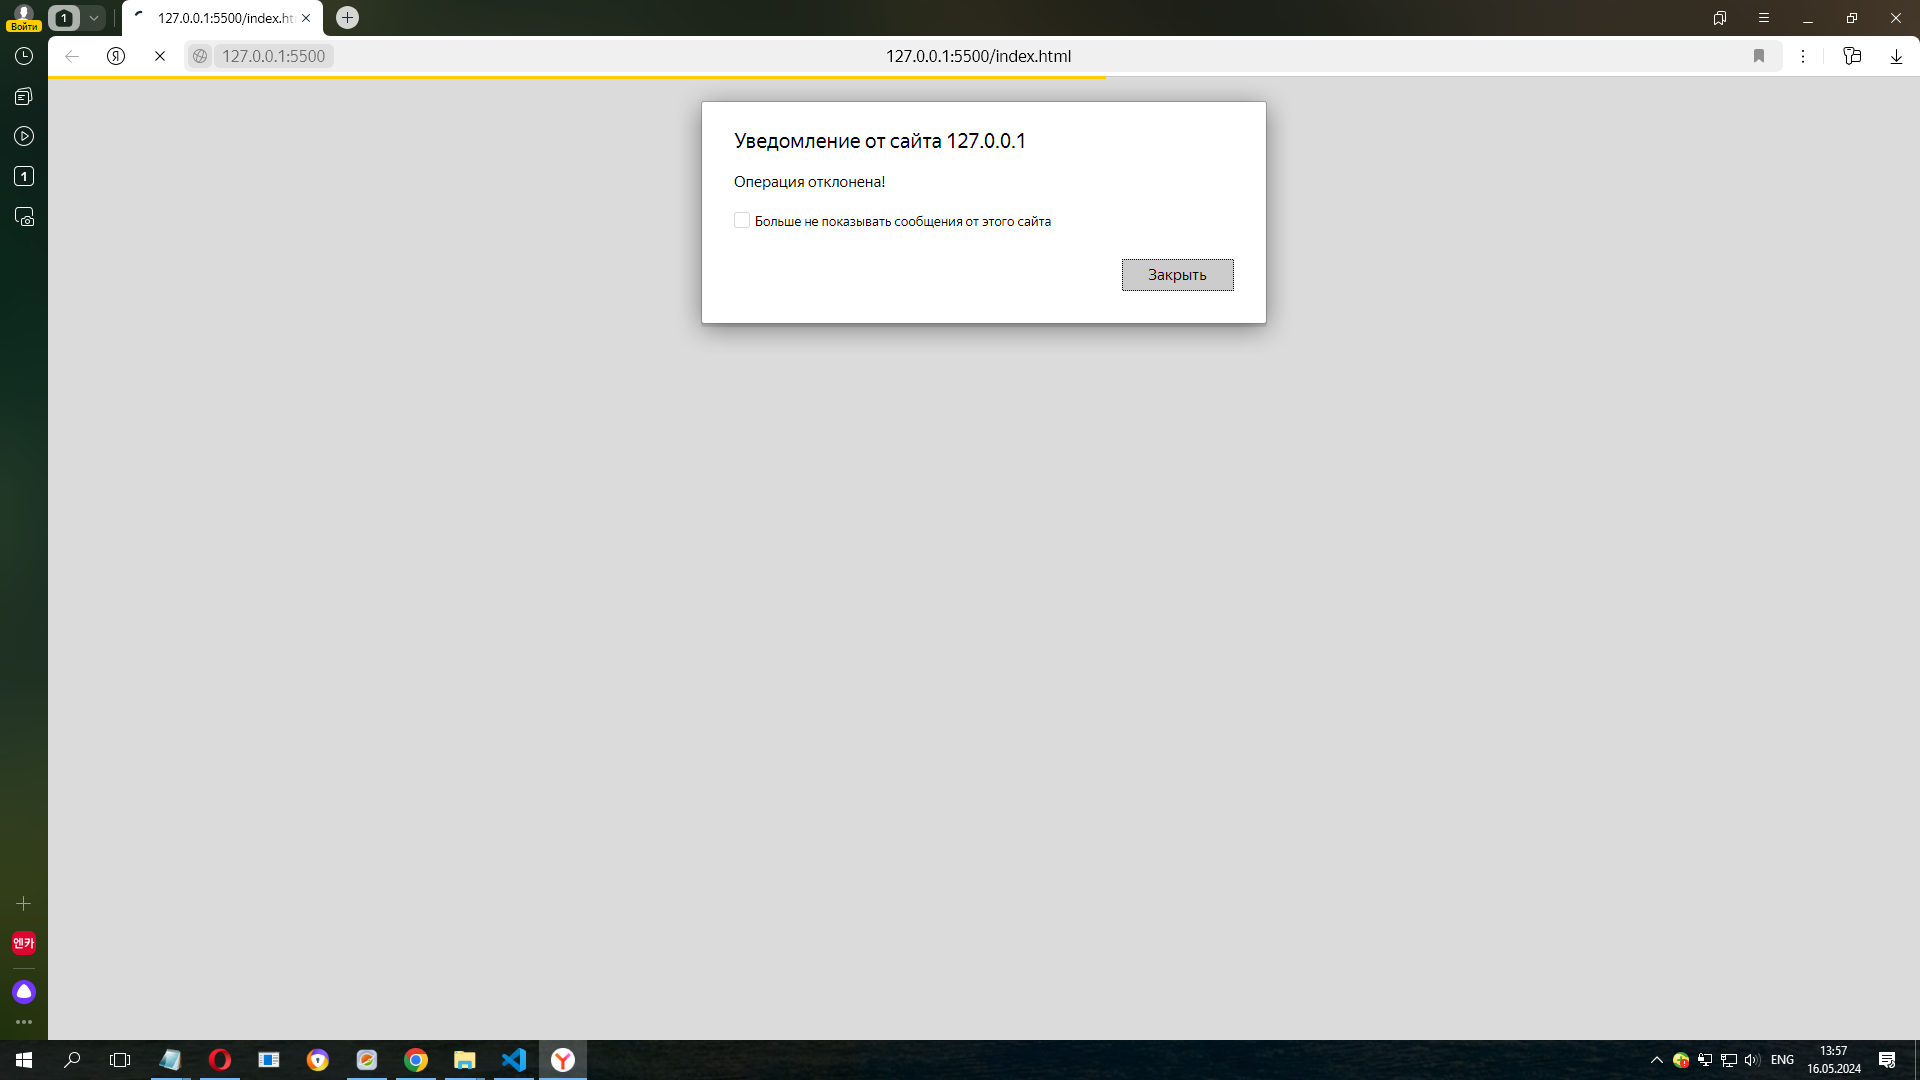 Войти
1
127.0.0.1:5500/index.ht
127.0.0.1:5500
127.0.0.1:5500/index.html
1
Уведомление от сайта 127.0.0.1
Операция отклонена!
Больше не показывать сообщения от этого сайта
Закрыть
엔카
ENG
13:57
16.05.2024